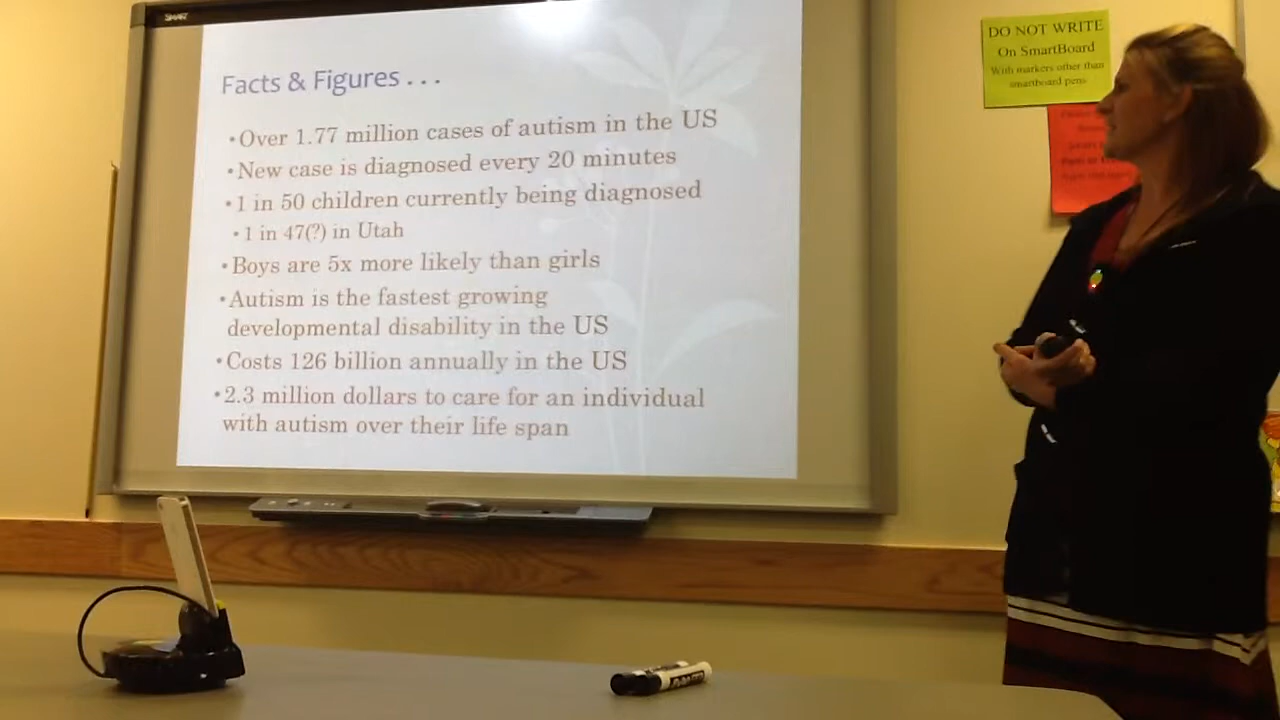 SMART
Facts & Figures . . .
•Over 1.77 million cases of autism in the US
•New case is diagnosed every 20 minutes
•1 in 50 children currently being diagnosed
•1 in 47(?) in Utah
•Boys are 5x more likely than girls
•Autism is the fastest growing
developmental disability in the US
•Costs 126 billion annually in the US
•2.3 million dollars to care for an individual
with autism over their life span
DO NOT WRITE
On SmartBoard
With markers other than
smartboard pens